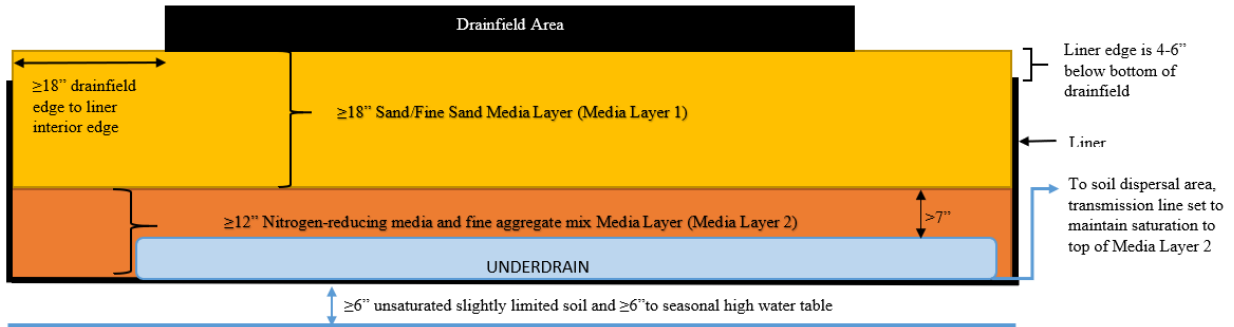 Drainfield Area
Liner edge is 4-6”
below bottom of
drainfield
≥18” drainfield
edge to liner
interior edge
≥18” Sand/Fine Sand Media Layer (Media Layer 1)
Liner
To soil dispersal area,
transmission line set to
maintain saturation to
top of Media Layer 2
>7”
≥12” Nitrogen-reducing media and fine aggregate mix Media Layer (Media Layer 2)
UNDERDRAIN
≥6” unsaturated slightly limited soil and ≥6”to seasonal high water table